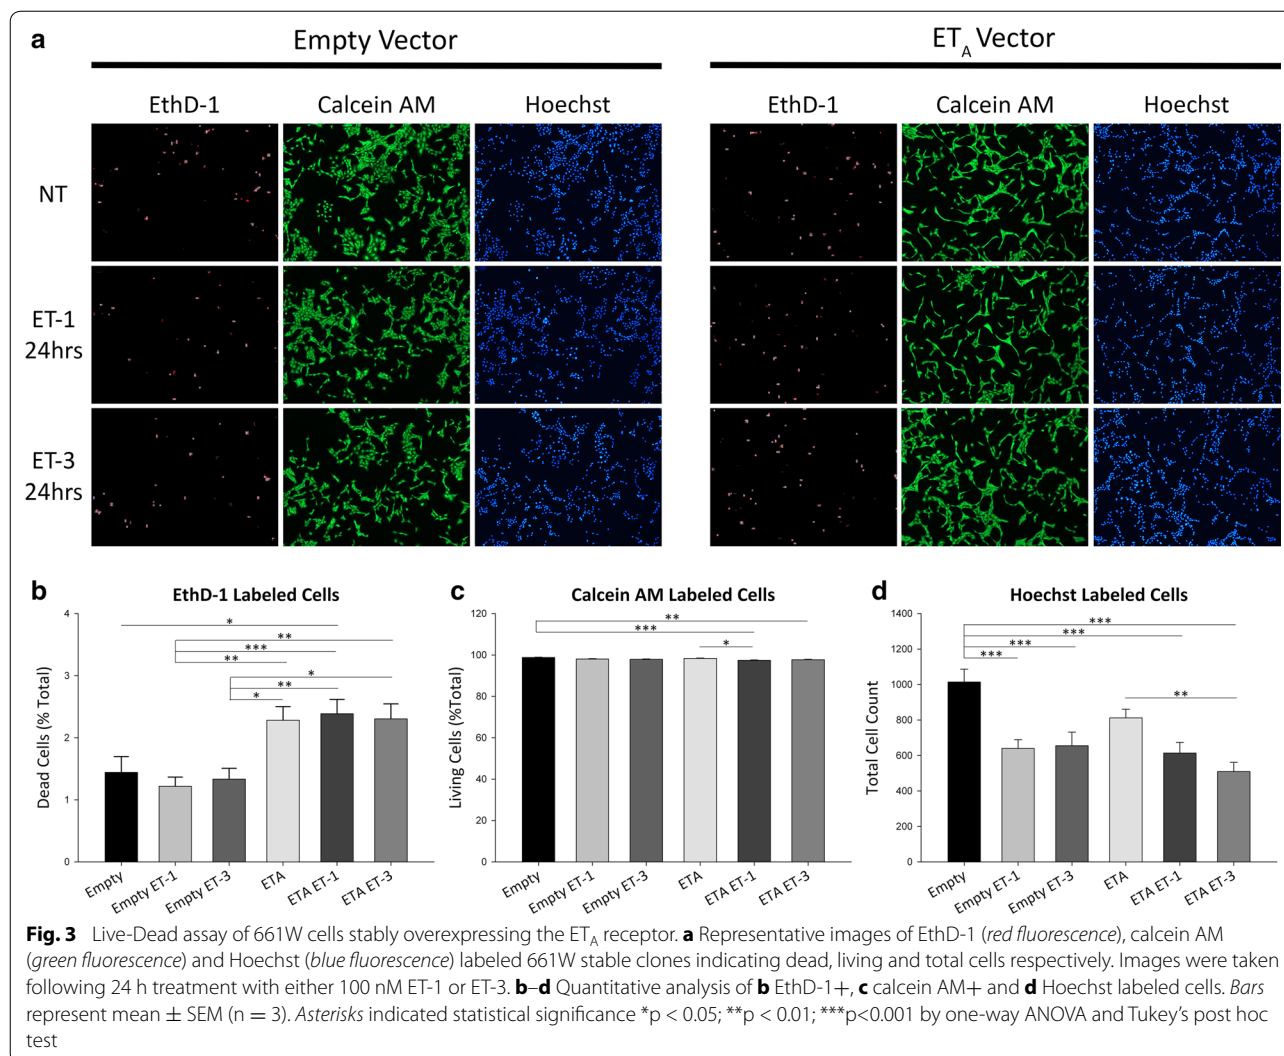 a
Empty Vector
ET_A Vector
EthD-1 Calcein AM Hoechst EthD-1 Calcein AM Hoechst
NT
ET-1
24hrs
ET-3
24hrs
b EthD-1 Labeled Cells
Dead Cells (% Total)
4
3
2
1
0
* ** *** ** * ** *
Empty Empty ET-1 Empty ET-3 ETA ETA ET-1 ETA ET-3
c Calcein AM Labeled Cells
Living Cells (%Total)
120
100
80
60
40
20
0
** *** *
Empty Empty ET-1 Empty ET-3 ETA ETA ET-1 ETA ET-3
d Hoechst Labeled Cells
Total Cell Count
1400
1200
1000
800
600
400
200
0
*** *** *** *** **
Empty Empty ET-1 Empty ET-3 ETA ETA ET-1 ETA ET-3
Fig. 3 Live-Dead assay of 661W cells stably overexpressing the ET_A receptor. a Representative images of EthD-1 (red fluorescence), calcein AM
(green fluorescence) and Hoechst (blue fluorescence) labeled 661W stable clones indicating dead, living and total cells respectively. Images were taken
following 24 h treatment with either 100 nM ET-1 or ET-3. b–d Quantitative analysis of b EthD-1+, c calcein AM+ and d Hoechst labeled cells. Bars
represent mean ± SEM (n = 3). Asterisks indicated statistical significance *p < 0.05; **p < 0.01; ***p<0.001 by one-way ANOVA and Tukey's post hoc
test